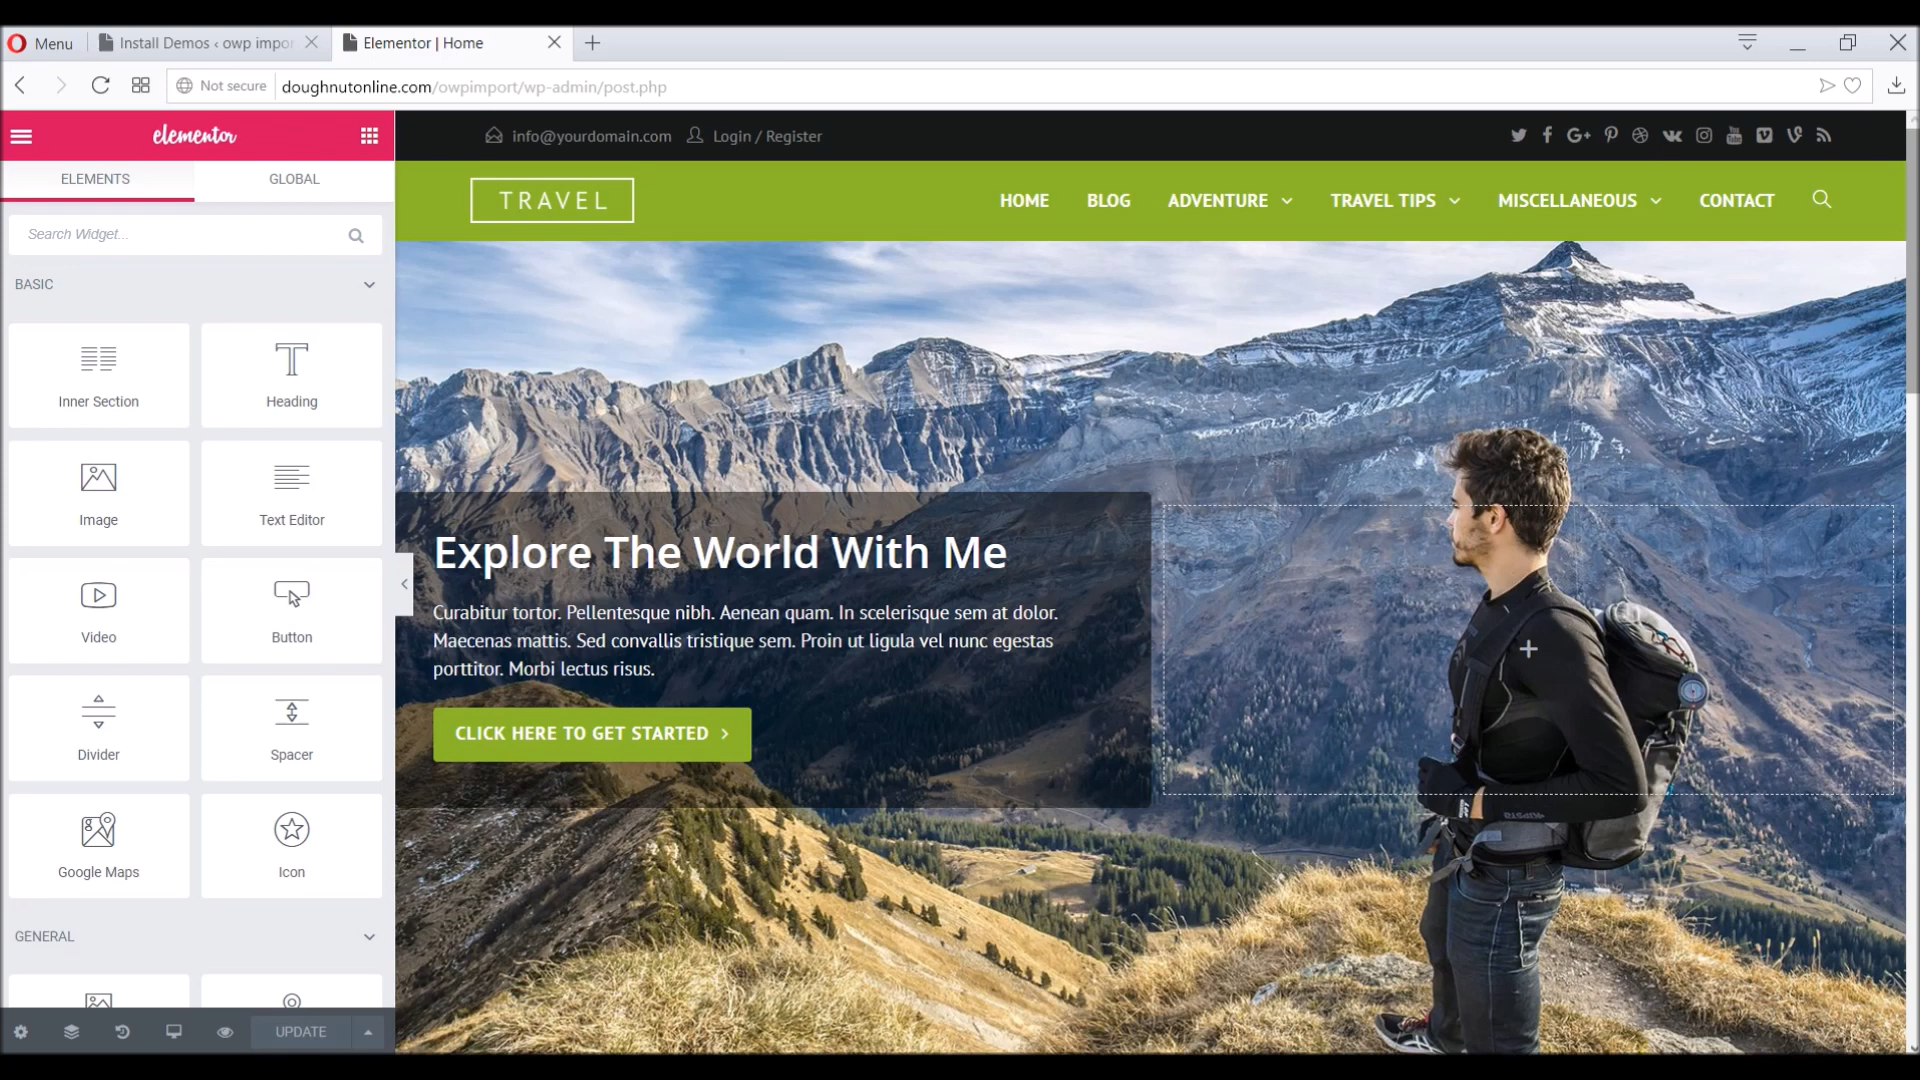 Menu
Install Demos ‹ owp impor
Elementor | Home
Not secure
doughnutonline.com/owpimport/wp-admin/post.php
elementor
ELEMENTS
GLOBAL
Search Widget...
BASIC
Inner Section
Heading
Image
Text Editor
Video
Button
Divider
Spacer
Google Maps
Icon
GENERAL
UPDATE
info@yourdomain.com
Login / Register
TRAVEL
HOME
BLOG
ADVENTURE
TRAVEL TIPS
MISCELLANEOUS
CONTACT
Explore The World With Me
Curabitur tortor. Pellentesque nibh. Aenean quam. In scelerisque sem at dolor.
Maecenas mattis. Sed convallis tristique sem. Proin ut ligula vel nunc egestas
porttitor. Morbi lectus risus.
CLICK HERE TO GET STARTED